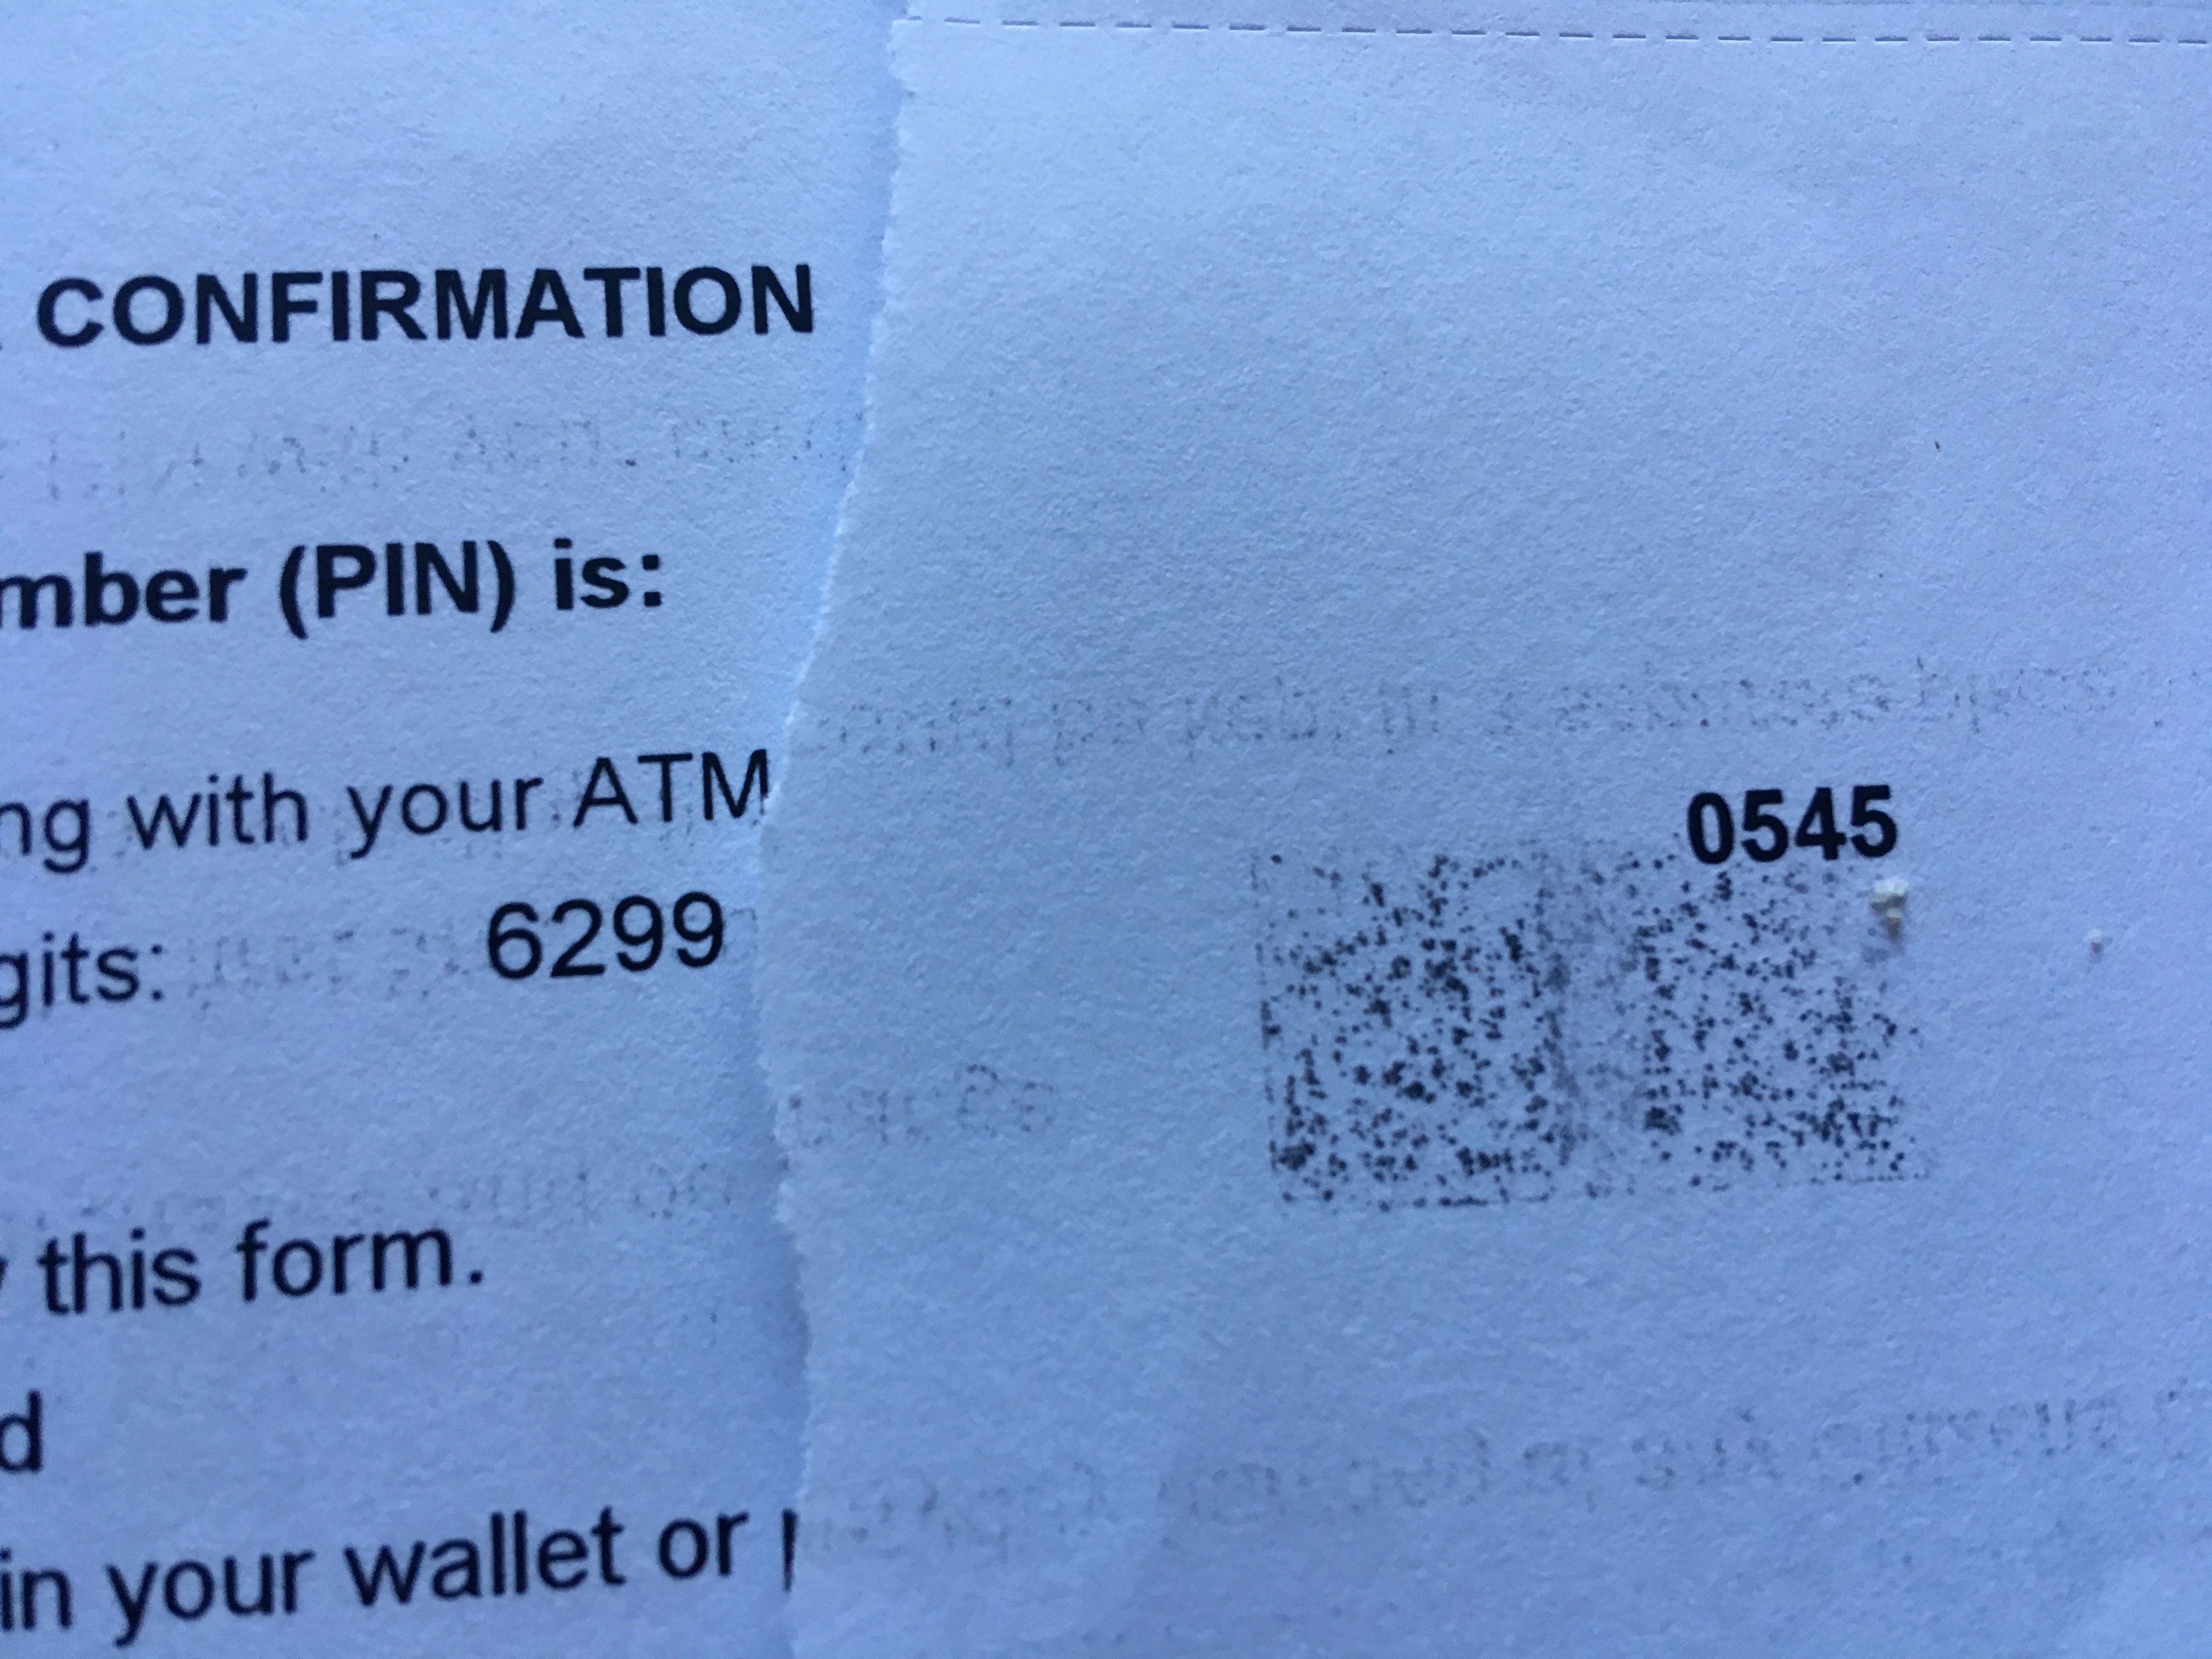 CONFIRMATION
mber (PIN) is:
ng with your ATM
0545
gits: 6299
this form.
d
in your wallet or